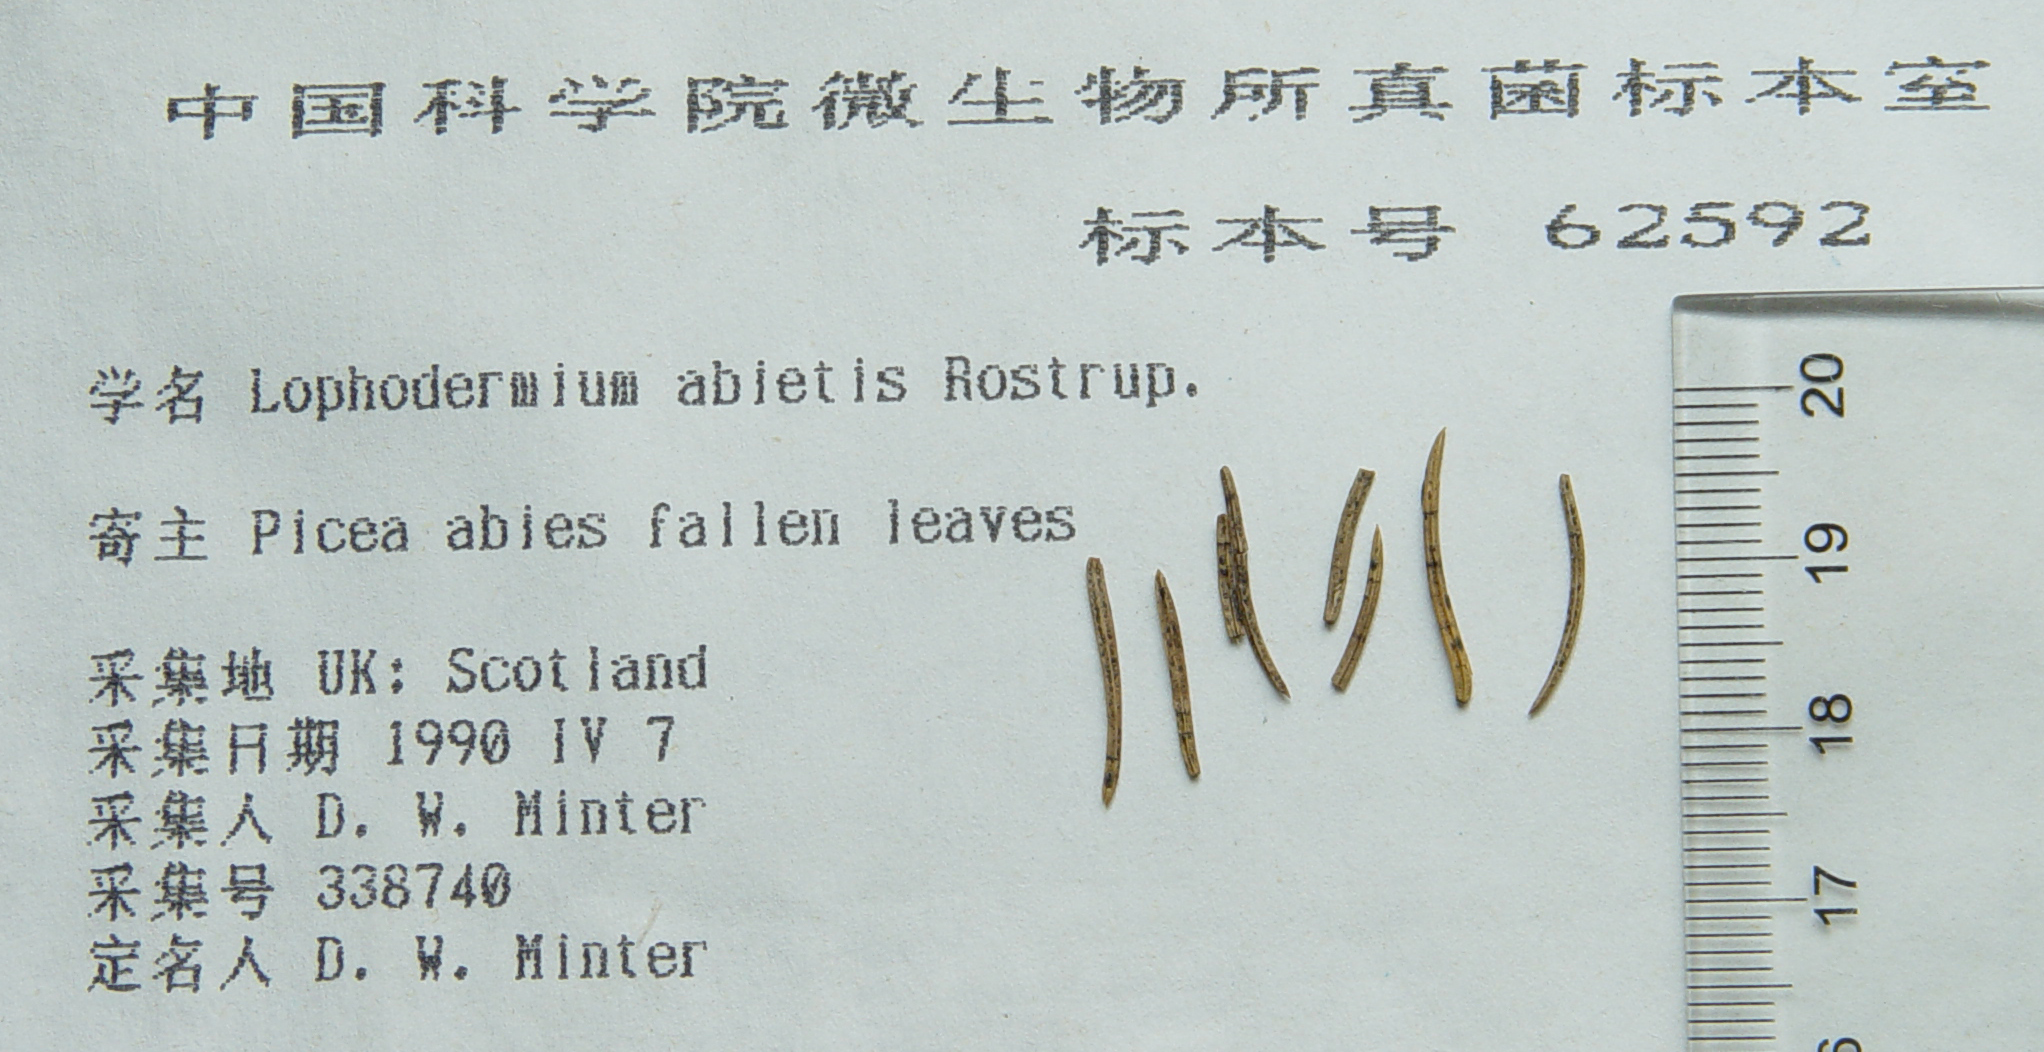 中国科学院微生物所真菌标本室
标本号 62592
学名 Lophodermium abietis Rostrup.
寄主 Picea abies fallen leaves
采集地 UK: Scotland
采集日期 1990 IV 7
采集人 D. W. Minter
采集号 338740
定名人 D. W. Minter
20
19
18
17